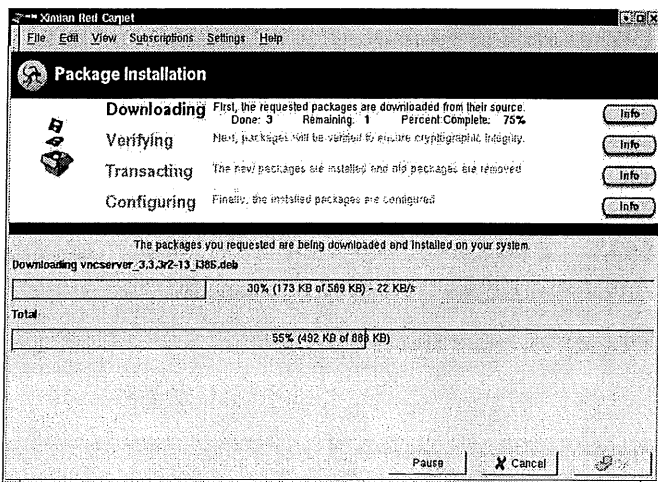 Ximian Red Carpet
File Edit View Subscriptions Settings Help
Package Installation
Downloading First, the requested packages are downloaded from their source.
Done: 3 Remaining: 1 Percent Complete: 75%
Info
Verifying Next, packages will be verified to ensure cryptographic integrity.
Info
Transacting The new packages are installed and old packages are removed
Info
Configuring Finally, the installed packages are configured
Info
The packages you requested are being downloaded and installed on your system.
Downloading vncserver_3.3.3r2-13_i386.deb
30% (173 KB of 569 KB) - 22 KB/s
Total
55% (492 KB of 888 KB)
Pause Cancel